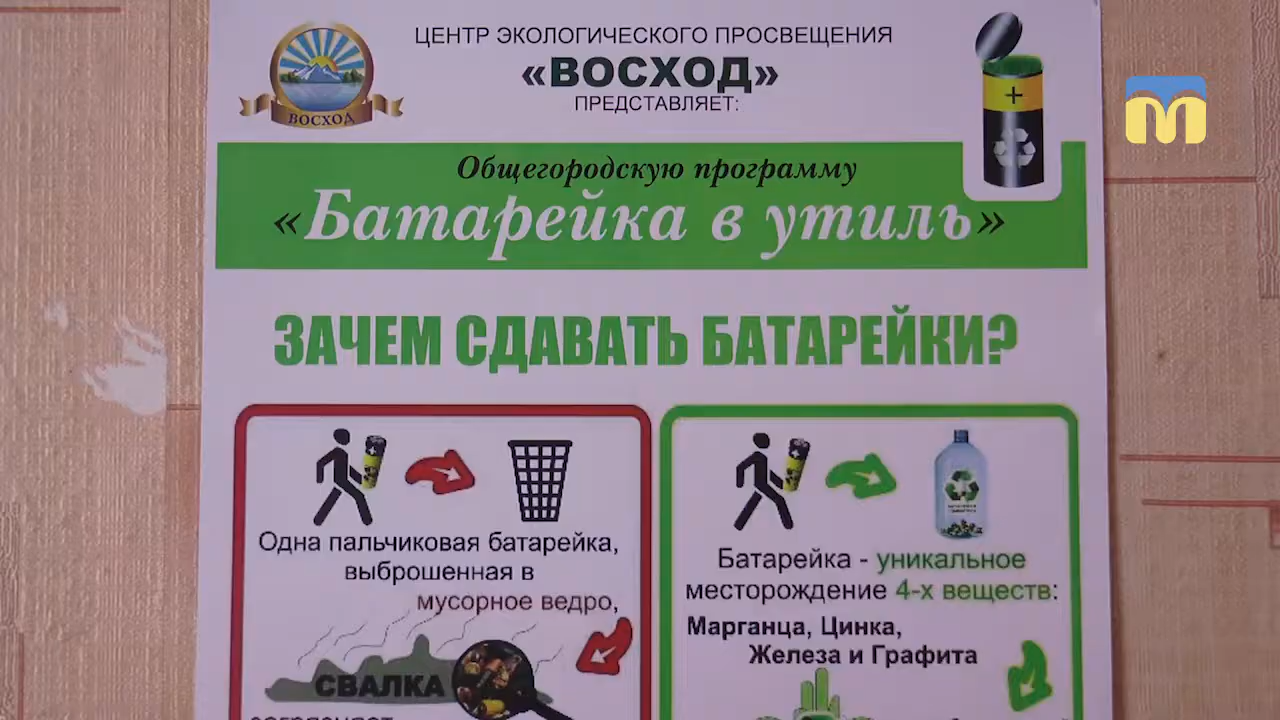 ЦЕНТР ЭКОЛОГИЧЕСКОГО ПРОСВЕЩЕНИЯ
«ВОСХОД»
ПРЕДСТАВЛЯЕТ:
ВОСХОД
Общегородскую программу
«Батарейка в утиль»
ЗАЧЕМ СДАВАТЬ БАТАРЕЙКИ?
Одна пальчиковая батарейка,
выброшенная в
мусорное ведро,
СВАЛКА
Батарейка - уникальное
месторождение 4-х веществ:
Марганца, Цинка,
Железа и Графита